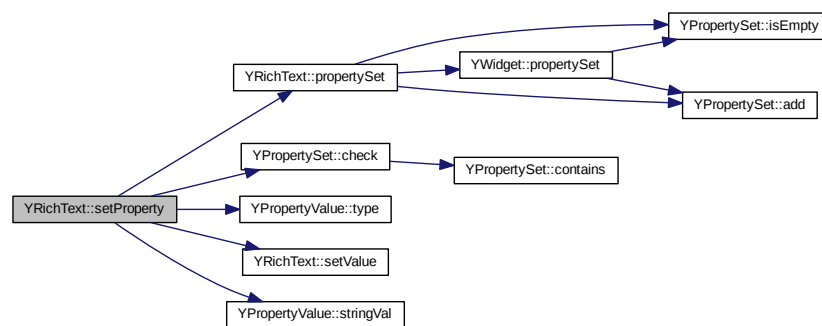 YPropertySet::isEmpty
YWidget::propertySet
YRichText::propertySet
YPropertySet::add
YPropertySet::check
YPropertySet::contains
YRichText::setProperty
YPropertyValue::type
YRichText::setValue
YPropertyValue::stringVal